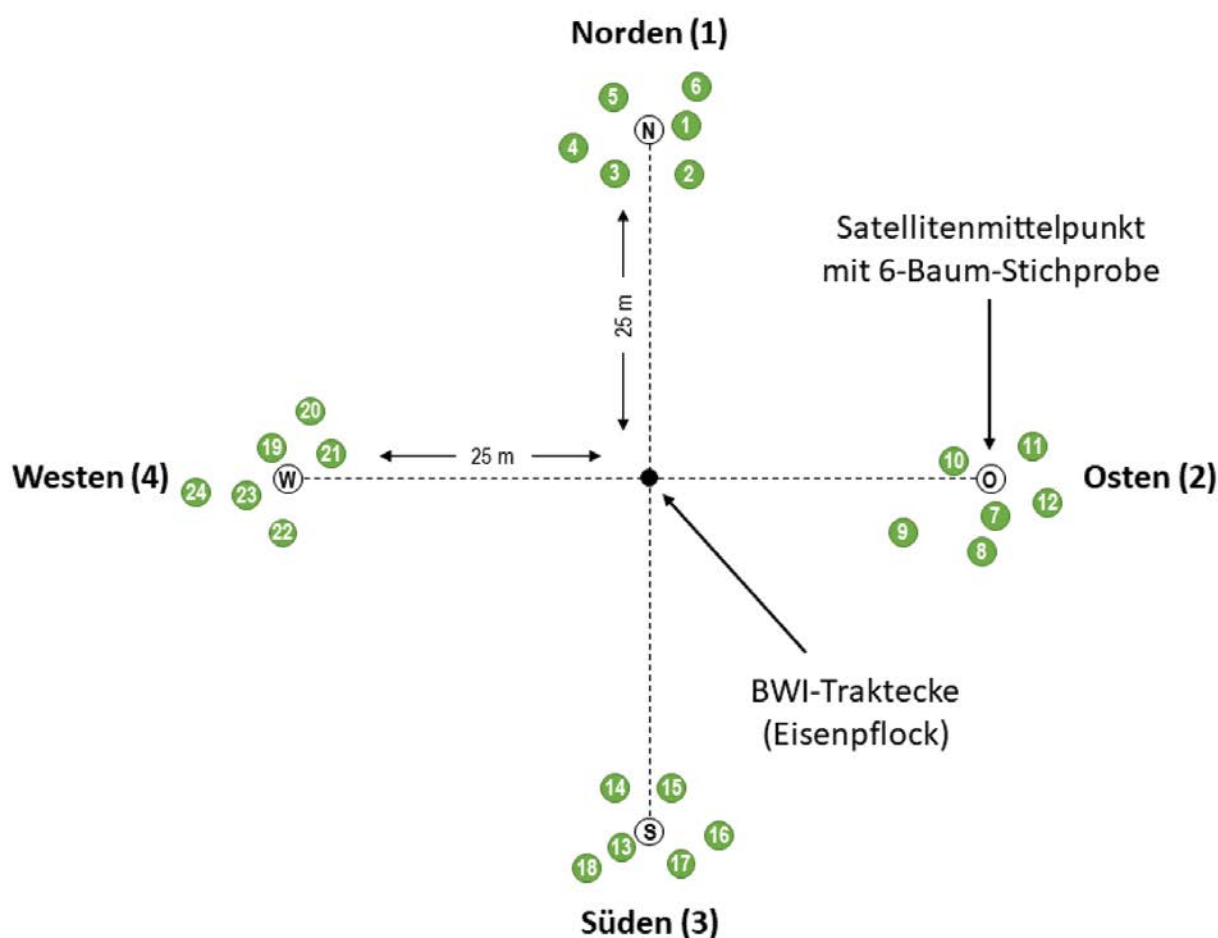 Norden (1)
6
5
N
1
4
3
2
Satellitenmittelpunkt
mit 6-Baum-Stichprobe
25 m
20
19
21
11
10
25 m
Westen (4)
W
O
Osten (2)
24
23
12
7
22
9
8
BWI-Traktecke
(Eisenpflock)
14
15
S
16
13
17
18
Süden (3)